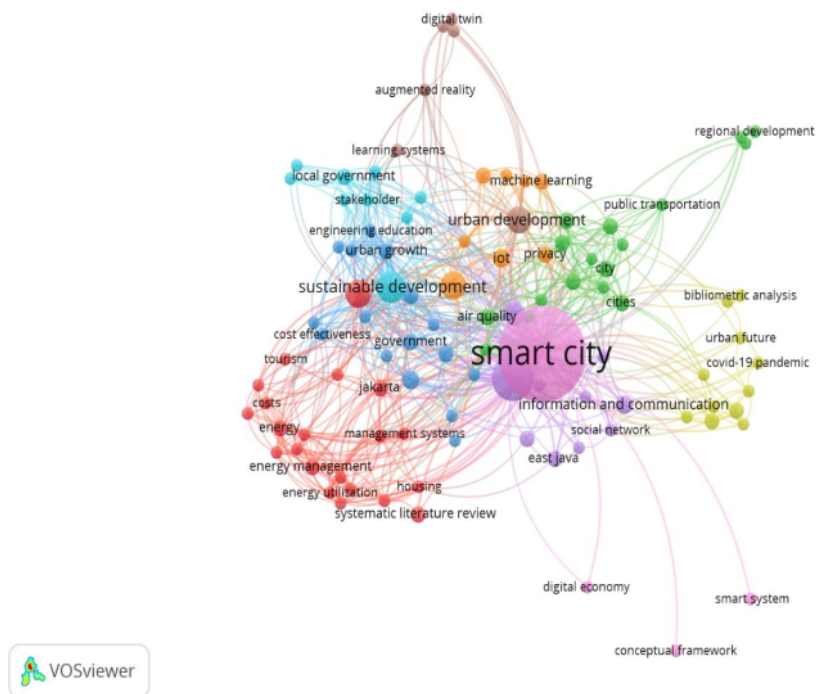 digital twin
augmented reality
regional development
learning systems
local government
machine learning
stakeholder
public transportation
urban development
engineering education
urban growth
iot
privacy
city
sustainable development
cities
bibliometric analysis
air quality
cost effectiveness
government
urban future
smart city
tourism
covid-19 pandemic
jakarta
costs
information and communication
energy
management systems
social network
east java
energy management
housing
energy utilization
systematic literature review
digital economy
smart system
conceptual framework
VOSviewer